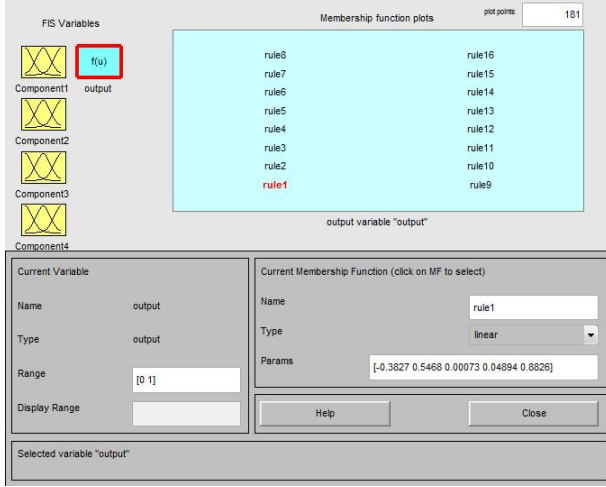 FIS Variables
Membership function plots
plot points:
181
f(u)
Component1
output
Component2
Component3
Component4
rule8
rule7
rule6
rule5
rule4
rule3
rule2
rule1
rule16
rule15
rule14
rule13
rule12
rule11
rule10
rule9
output variable "output"
Current Variable
Name output
Type output
Range [0 1]
Display Range
Current Membership Function (click on MF to select)
Name rule1
Type linear
Params [-0.3827 0.5468 0.00073 0.04894 0.8826]
Help Close
Selected variable "output"